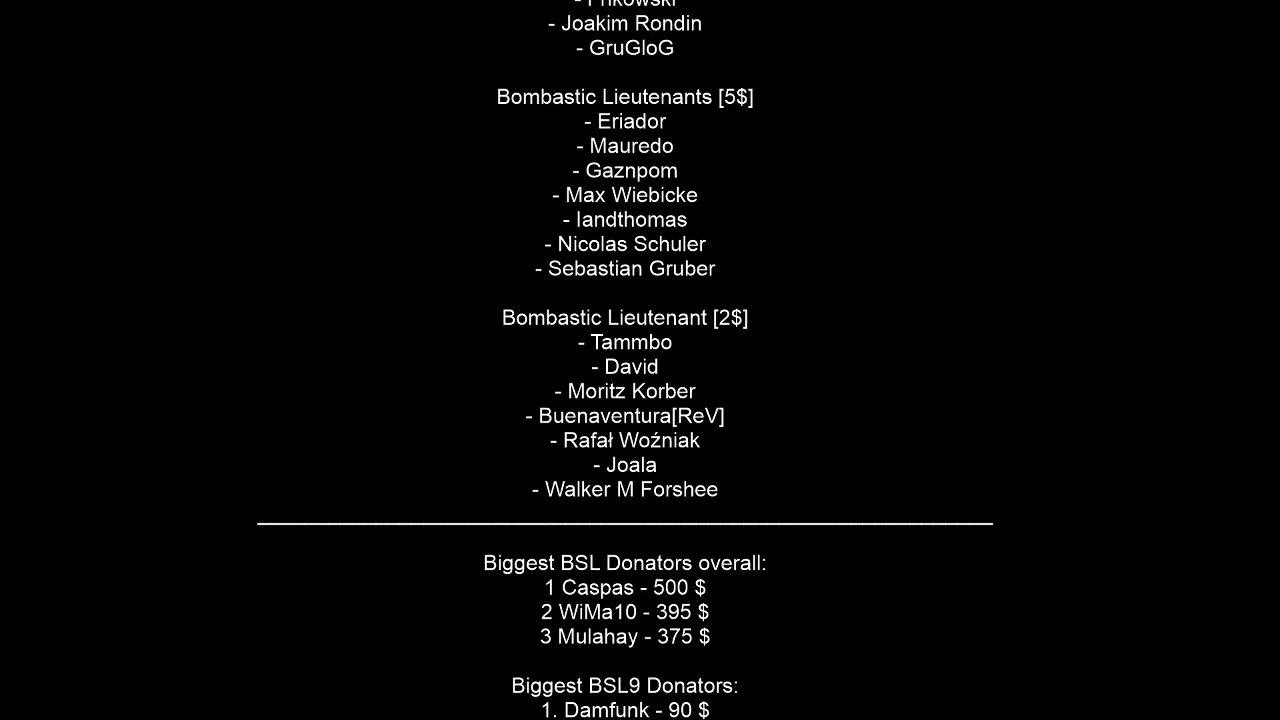 - Joakim Rondin
- GruGloG
Bombastic Lieutenants [5$]
- Eriador
- Mauredo
- Gaznpom
- Max Wiebicke
- Iandthomas
- Nicolas Schuler
- Sebastian Gruber
Bombastic Lieutenant [2$]
- Tammbo
- David
- Moritz Korber
- Buenaventura[ReV]
- Rafał Woźniak
- Joala
- Walker M Forshee
Biggest BSL Donators overall:
1 Caspas - 500 $
2 WiMa10 - 395 $
3 Mulahay - 375 $
Biggest BSL9 Donators:
1. Damfunk - 90 $